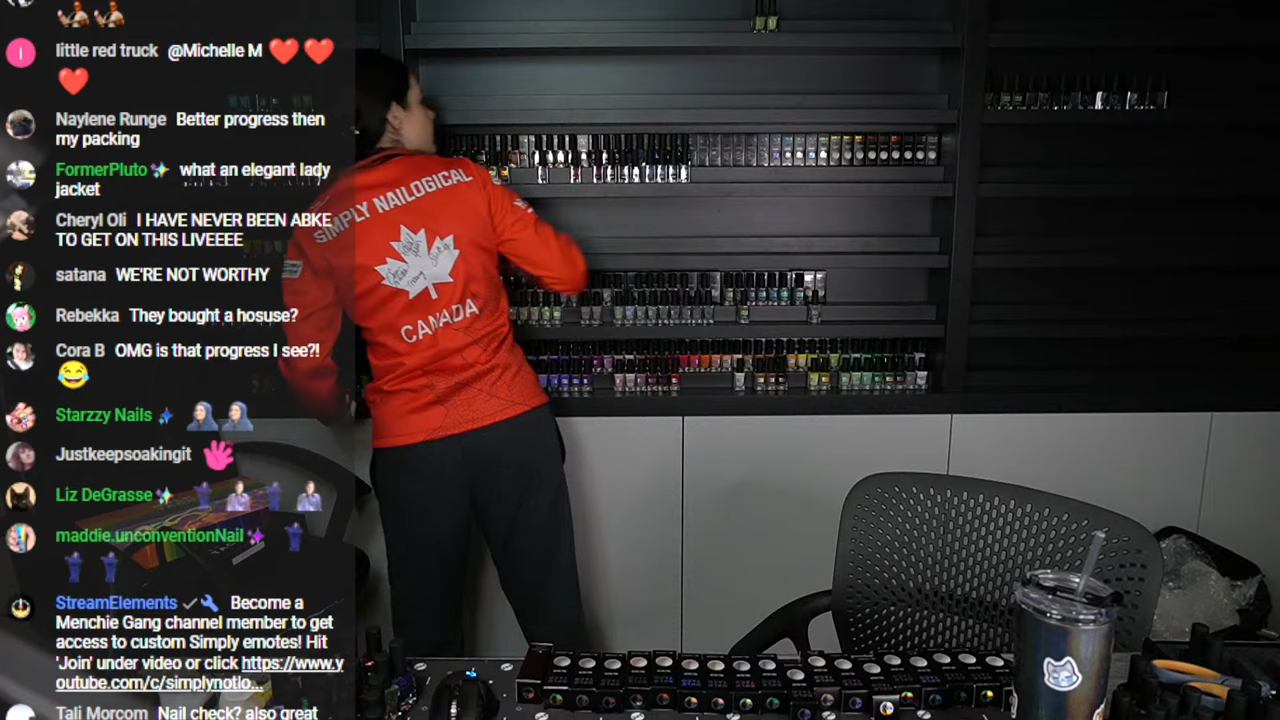 little red truck @Michelle M
Naylene Runge Better progress then
my packing
FormerPluto what an elegant lady
jacket
Cheryl Oli I HAVE NEVER BEEN ABKE
TO GET ON THIS LIVEEEE
satana WE'RE NOT WORTHY
Rebekka They bought a hosuse?
Cora B OMG is that progress I see?!
Starzzy Nails
Justkeepsoakingit
Liz DeGrasse
maddie.unconventionNail
StreamElements Become a
Menchie Gang channel member to get
access to custom Simply emotes! Hit
'Join' under video or click https://www.y
outube.com/c/simplynotlo...
Tali Morcom Nail check? also great
SIMPLY NAILOGICAL
CANADA